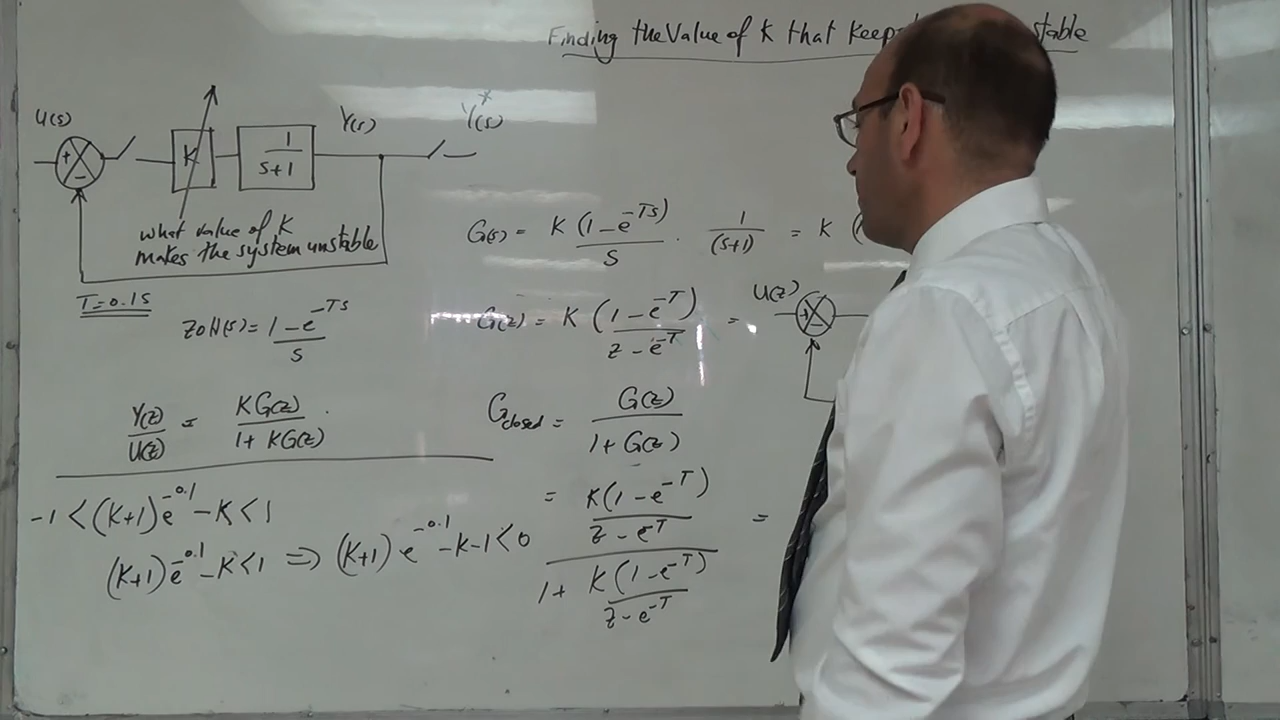 Finding the Value of K that Keeps stable
U(s)
+
-
K
1
s+1
Y(s)
Y*(s)
what value of K
makes the system unstable
T=0.1s
ZOH(s) = 1 - e^-Ts
s
G(s) = K (1 - e^-Ts) / s . 1 / (s+1) = K (
G(z) = K (1 - e^-T / z - e^-T) =
U(z)
+
-
Y(z) / U(z) = KG(z) / 1 + KG(z) .
Gclosed = G(z) / 1 + G(z)
= K(1 - e^-T) / z - e^-T =
1 + K(1 - e^-T) / z - e^-T
-1 < (K+1)e^-0.1 - K < 1
(K+1)e^-0.1 - K < 1 ⇒ (K+1)e^-0.1 - K - 1 < 0